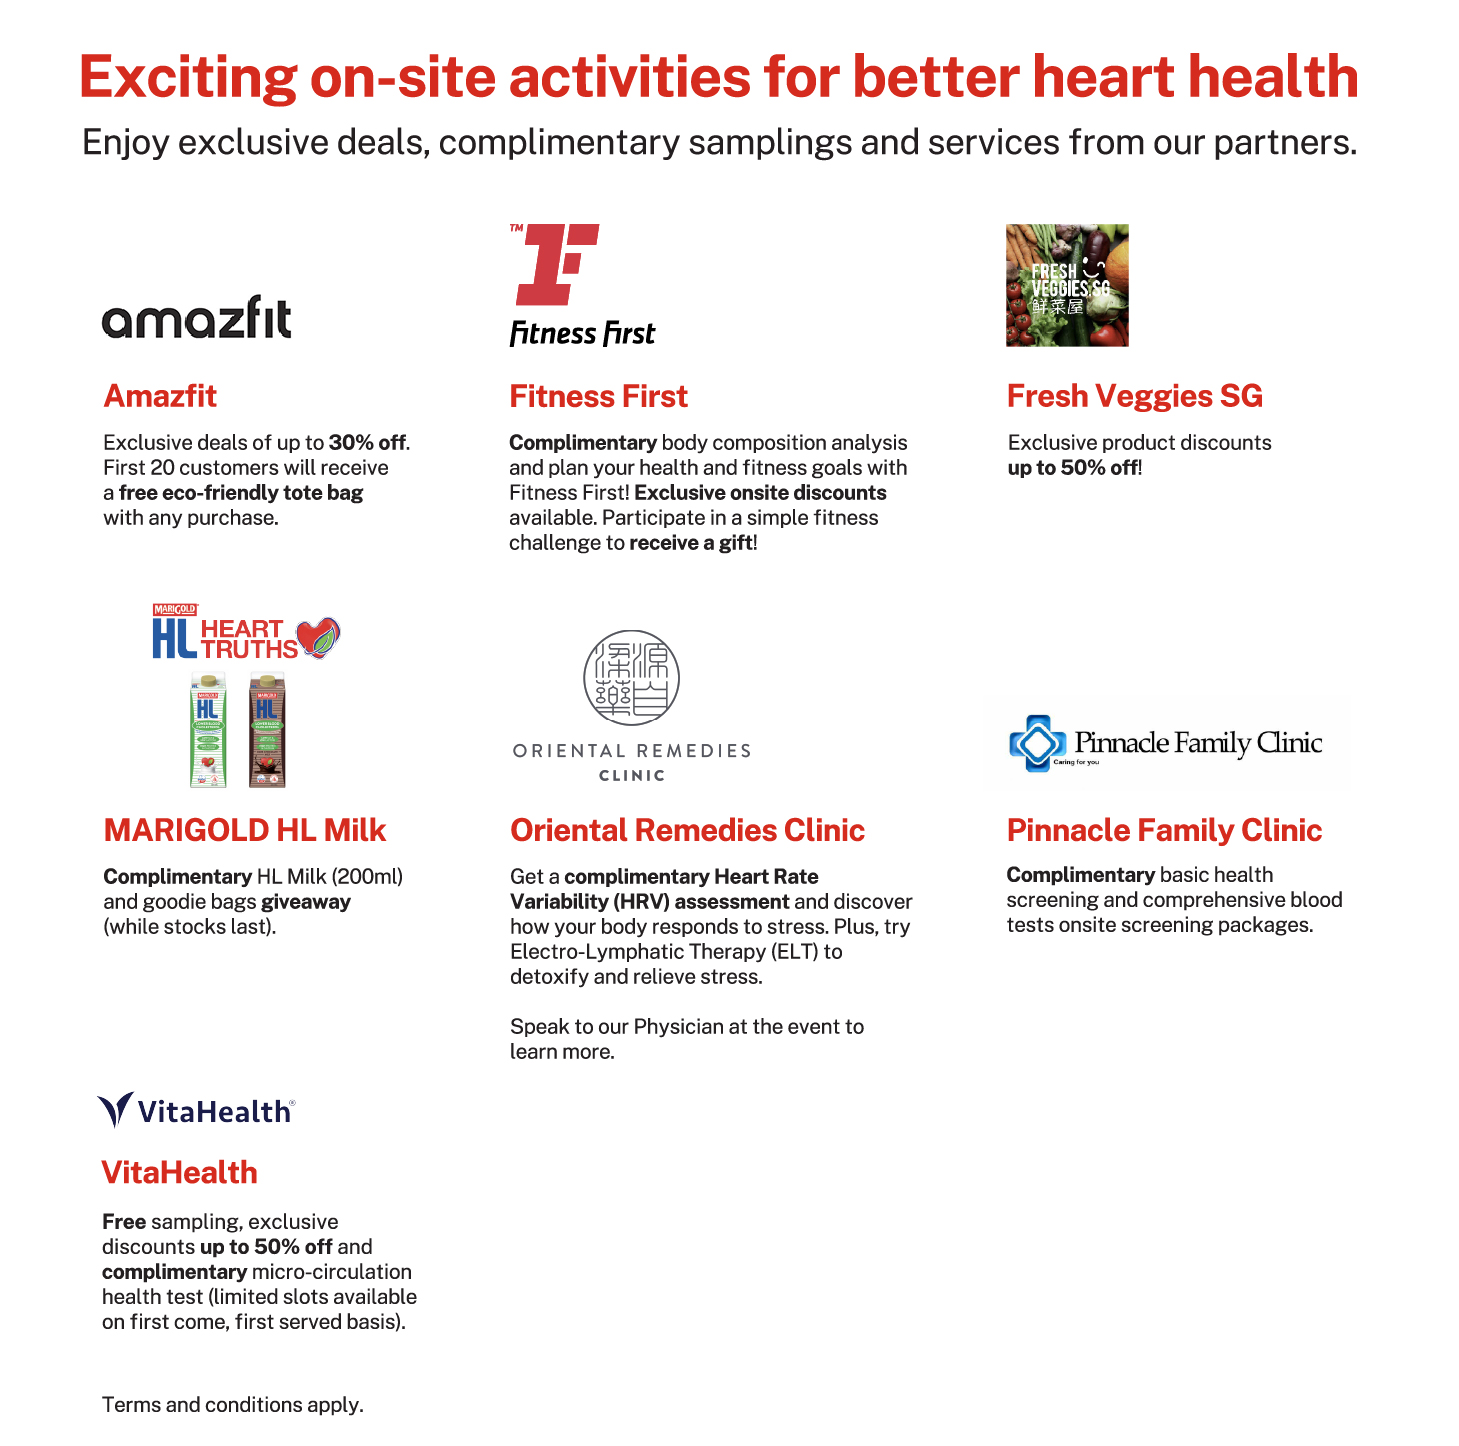 Exciting on-site activities for better heart health
Enjoy exclusive deals, complimentary samplings and services from our partners.
amazfit
Amazfit
Exclusive deals of up to 30% off.
First 20 customers will receive
a free eco-friendly tote bag
with any purchase.
TM
Fitness First
Fitness First
Complimentary body composition analysis
and plan your health and fitness goals with
Fitness First! Exclusive onsite discounts
available. Participate in a simple fitness
challenge to receive a gift!
FRESH
VEGGIES.SG
鲜菜屋
Fresh Veggies SG
Exclusive product discounts
up to 50% off!
MARIGOLD
HL HEART
TRUTHS
MARIGOLD
HL
MARIGOLD
HL
MARIGOLD HL Milk
Complimentary HL Milk (200ml)
and goodie bags giveaway
(while stocks last).
ORIENTAL REMEDIES
CLINIC
Oriental Remedies Clinic
Get a complimentary Heart Rate
Variability (HRV) assessment and discover
how your body responds to stress. Plus, try
Electro-Lymphatic Therapy (ELT) to
detoxify and relieve stress.
Speak to our Physician at the event to
learn more.
Pinnacle Family Clinic
Caring for you
Pinnacle Family Clinic
Complimentary basic health
screening and comprehensive blood
tests onsite screening packages.
VitaHealth®
VitaHealth
Free sampling, exclusive
discounts up to 50% off and
complimentary micro-circulation
health test (limited slots available
on first come, first served basis).
Terms and conditions apply.